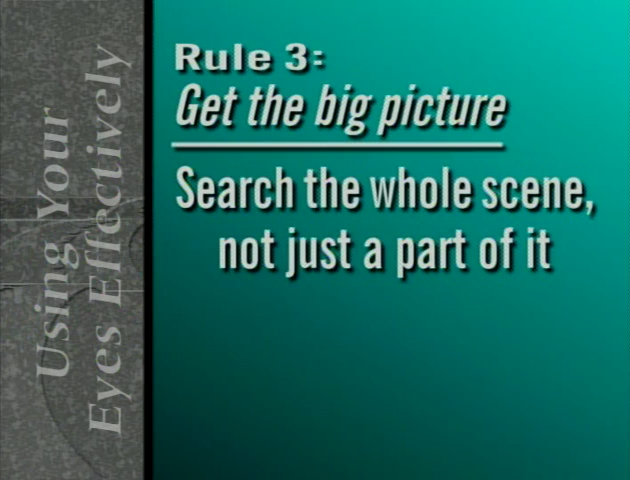 Using Your
Eyes Effectively
Rule 3:
Get the big picture
Search the whole scene,
not just a part of it